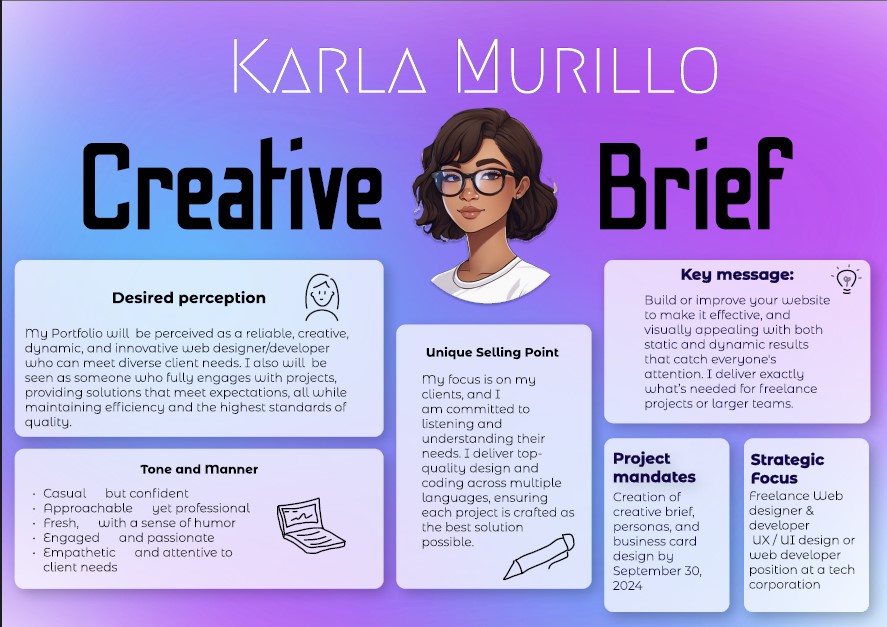 KARLA MURILLO
Creative Brief
Desired perception
My Portfolio will be perceived as a reliable, creative,
dynamic, and innovative web designer/developer
who can meet diverse client needs. I also will be
seen as someone who fully engages with projects,
providing solutions that meet expectations, all while
maintaining efficiency and the highest standards of
quality.
Tone and Manner
• Casual but confident
• Approachable yet professional
• Fresh, with a sense of humor
• Engaged and passionate
• Empathetic and attentive to
client needs
Unique Selling Point
My focus is on my
clients, and I
am committed to
listening and
understanding their
needs. I deliver top-
quality design and
coding across multiple
languages, ensuring
each project is crafted as
the best solution
possible.
Key message:
Build or improve your website
to make it effective, and
visually appealing with both
static and dynamic results
that catch everyone's
attention. I deliver exactly
what's needed for freelance
projects or larger teams.
Project
mandates
Creation of
creative brief,
personas, and
business card
design by
September 30,
2024
Strategic
Focus
Freelance Web
designer &
developer
UX / UI design or
web developer
position at a tech
corporation